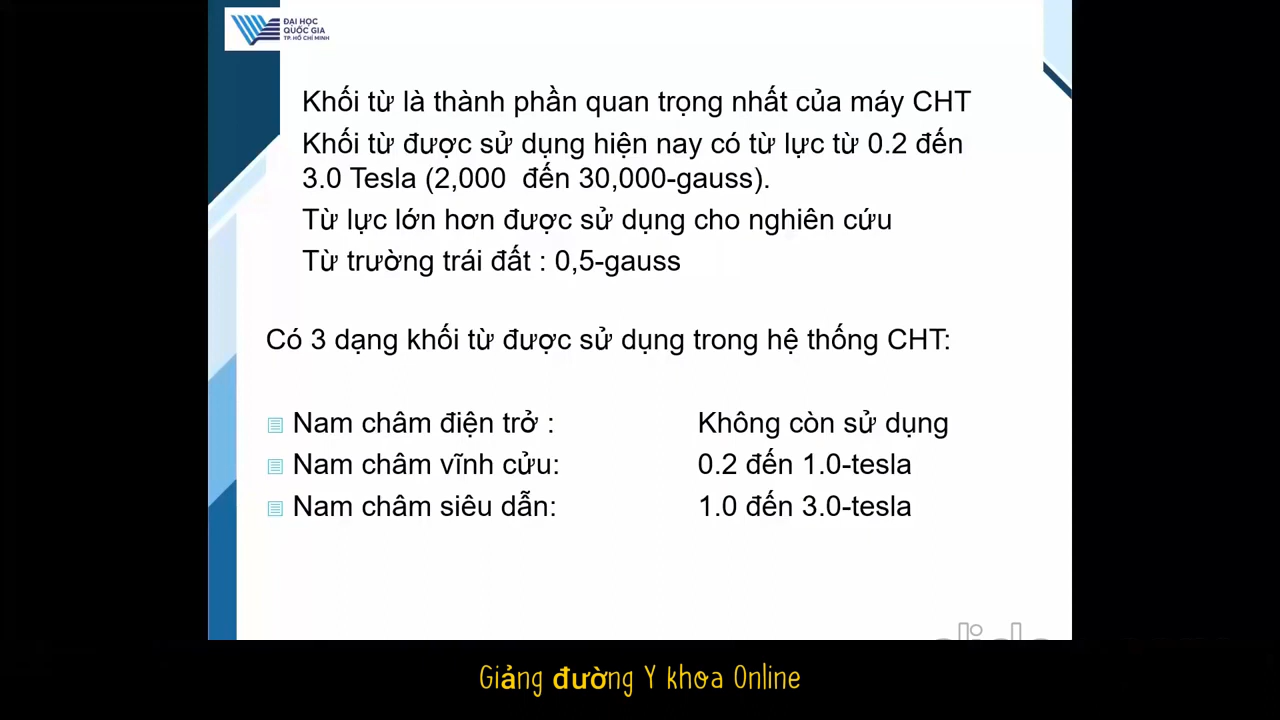 ĐẠI HỌC
QUỐC GIA
TP. HỒ CHÍ MINH
Khối từ là thành phần quan trọng nhất của máy CHT
Khối từ được sử dụng hiện nay có từ lực từ 0.2 đến
3.0 Tesla (2,000 đến 30,000-gauss).
Từ lực lớn hơn được sử dụng cho nghiên cứu
Từ trường trái đất : 0,5-gauss
Có 3 dạng khối từ được sử dụng trong hệ thống CHT:
Nam châm điện trở : Không còn sử dụng
Nam châm vĩnh cửu: 0.2 đến 1.0-tesla
Nam châm siêu dẫn: 1.0 đến 3.0-tesla
Giảng đường Y khoa Online